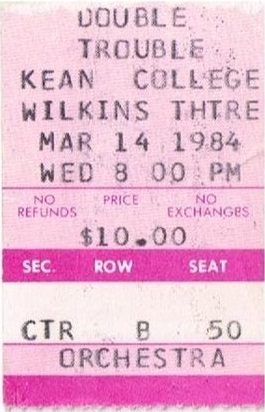 DOUBLE
TROUBLE
KEAN COLLEGE
WILKINS THTRE
MAR 14 1984
WED 8 00 PM
NO REFUNDS PRICE NO EXCHANGES
$10.00
SEC. ROW SEAT
CTR B 50
ORCHESTRA